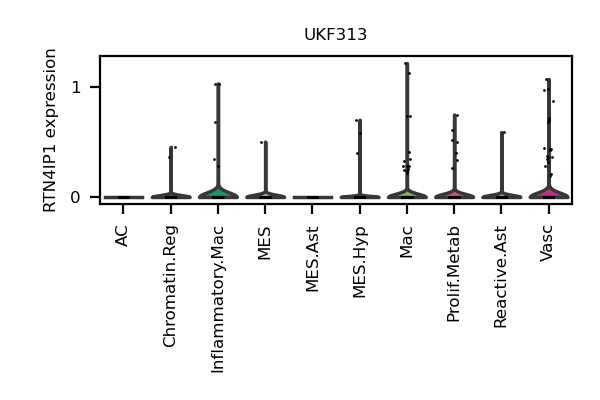 UKF313
RTN4IP1 expression
1
0
AC
Chromatin.Reg
Inflammatory.Mac
MES
MES.Ast
MES.Hyp
Mac
Prolif.Metab
Reactive.Ast
Vasc